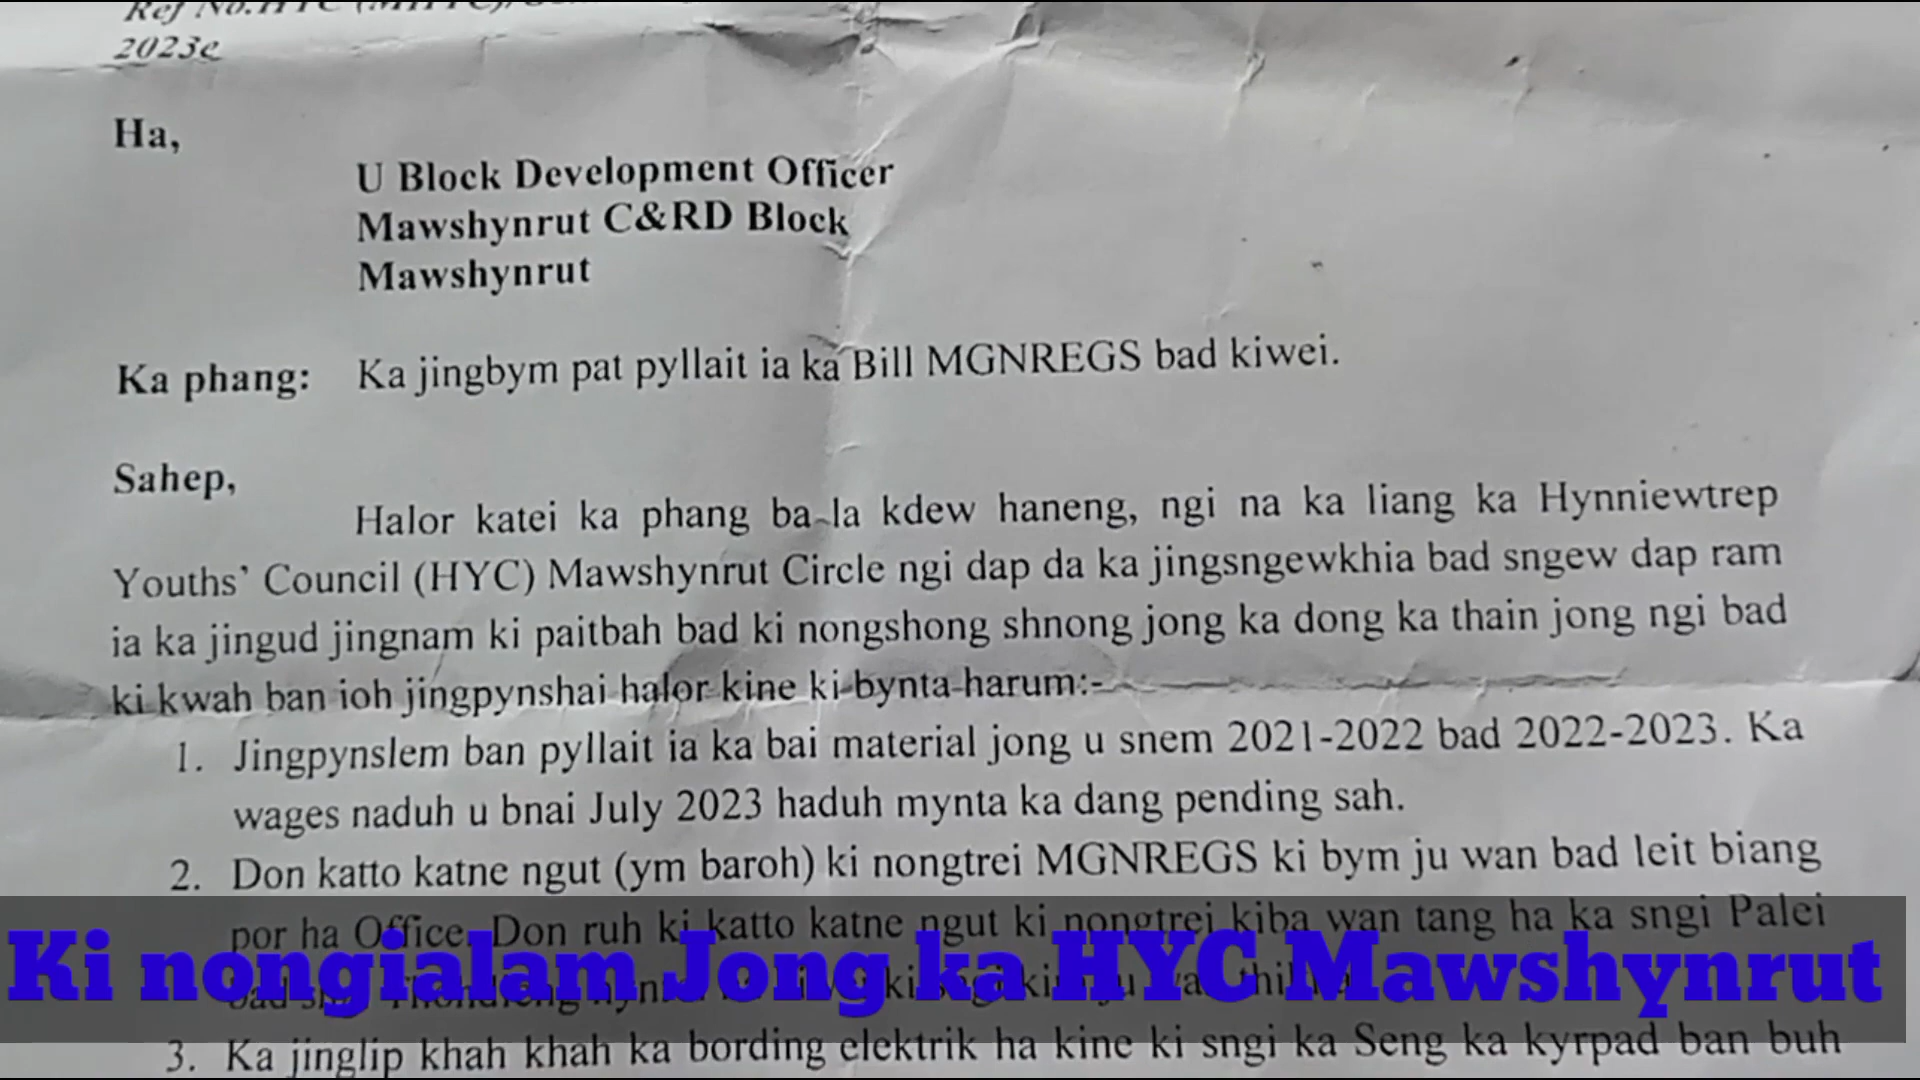 Ref No.HYC
2023c
Ha,
U Block Development Officer
Mawshynrut C&RD Block
Mawshynrut
Ka phang: Ka jingbym pat pyllait ia ka Bill MGNREGS bad kiwei.
Sahep,
Halor katei ka phang ba la kdew haneng, ngi na ka liang ka Hynniewtrep
Youths' Council (HYC) Mawshynrut Circle ngi dap da ka jingsngewkhia bad sngew dap ram
ia ka jingud jingnam ki paitbah bad ki nongshong shnong jong ka dong ka thain jong ngi bad
ki kwah ban ioh jingpynshai halor kine ki bynta harum:-
1. Jingpynslem ban pyllait ia ka bai material jong u snem 2021-2022 bad 2022-2023. Ka
wages naduh u bnai July 2023 haduh mynta ka dang pending sah.
2. Don katto katne ngut (ym baroh) ki nongtrei MGNREGS ki bym ju wan bad leit biang
por ha Office. Don ruh ki katto katne ngut ki nongtrei kiba wan tang ha ka sngi Palei
bad
Ki nongialam Jong ka HYC Mawshynrut
3. Ka jinglip khah khah ka bording elektrik ha kine ki sngi ka Seng ka kyrpad ban buh